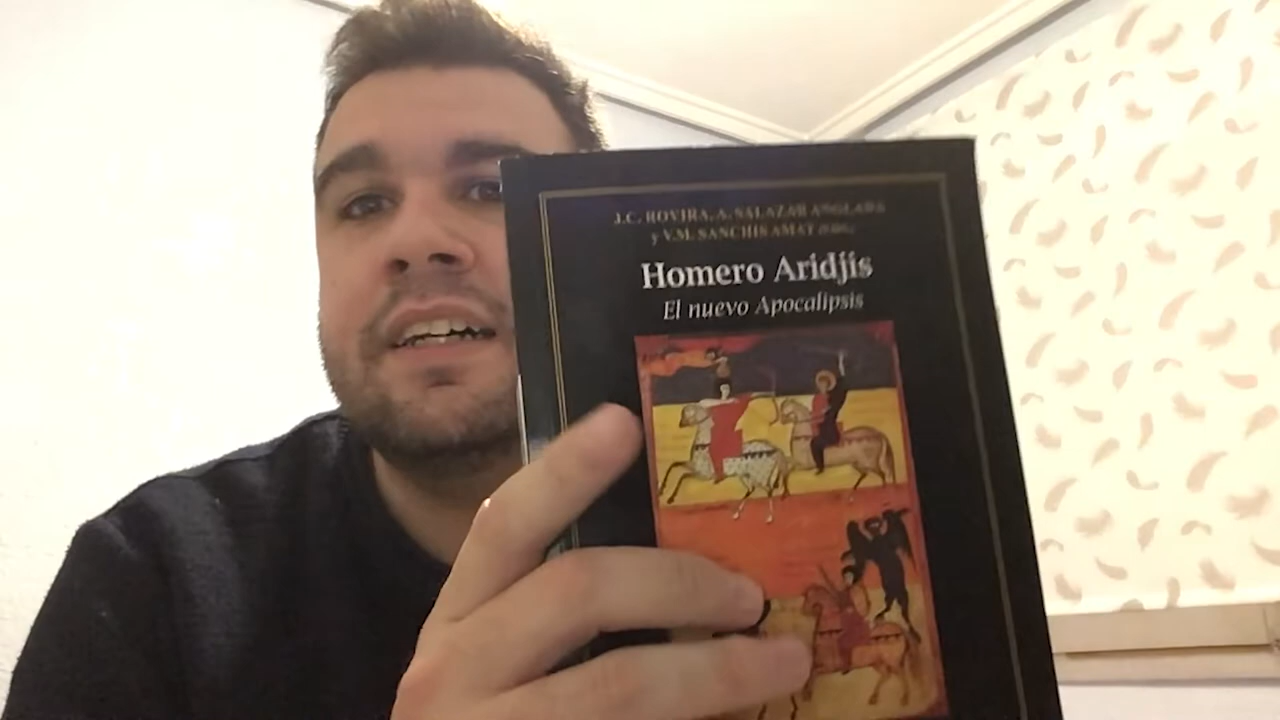 J.C. ROVIRA, A. SALAZAR ANGLADA
y V.M. SANCHIS AMAT (EDS.)
Homero Aridjis
El nuevo Apocalipsis